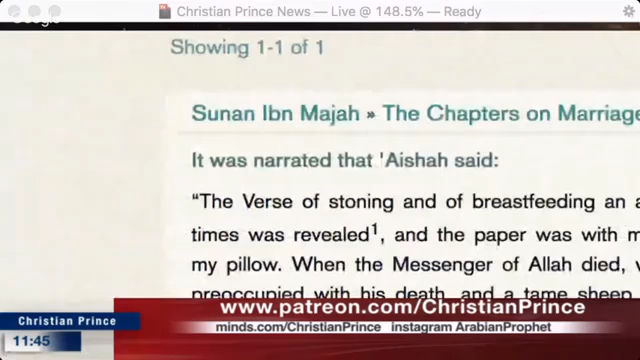 Christian Prince News — Live @ 148.5% — Ready
Google
Showing 1-1 of 1
Sunan Ibn Majah » The Chapters on Marriage
It was narrated that 'Aishah said:
“The Verse of stoning and of breastfeeding an a
times was revealed1, and the paper was with m
my pillow. When the Messenger of Allah died,
preoccupied with his death, and a tame sheep
www.patreon.com/ChristianPrince
Christian Prince
minds.com/ChristianPrince instagram ArabianProphet
11:45